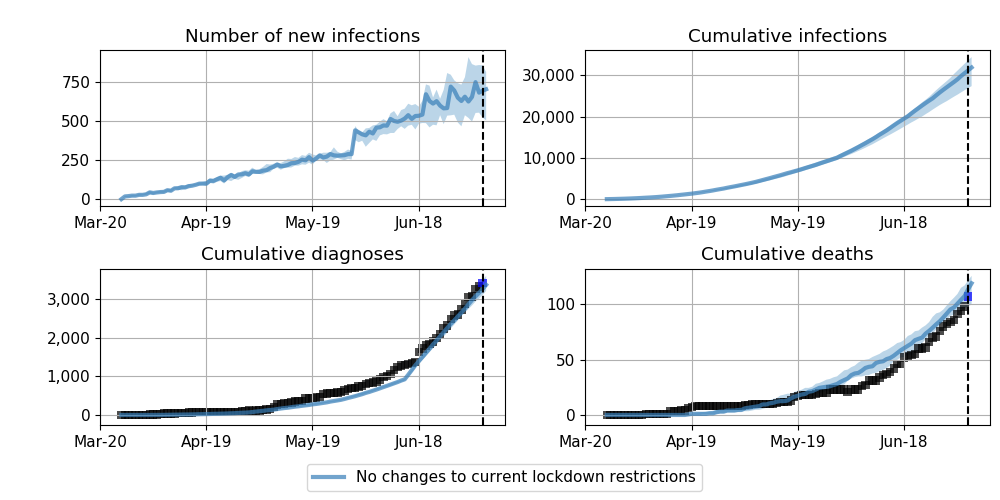 Number of new infections
Cumulative infections
750
500
250
0
30,000
20,000
10,000
0
Mar-20 Apr-19 May-19 Jun-18
Mar-20 Apr-19 May-19 Jun-18
Cumulative diagnoses
Cumulative deaths
3,000
2,000
1,000
0
100
50
0
Mar-20 Apr-19 May-19 Jun-18
Mar-20 Apr-19 May-19 Jun-18
No changes to current lockdown restrictions